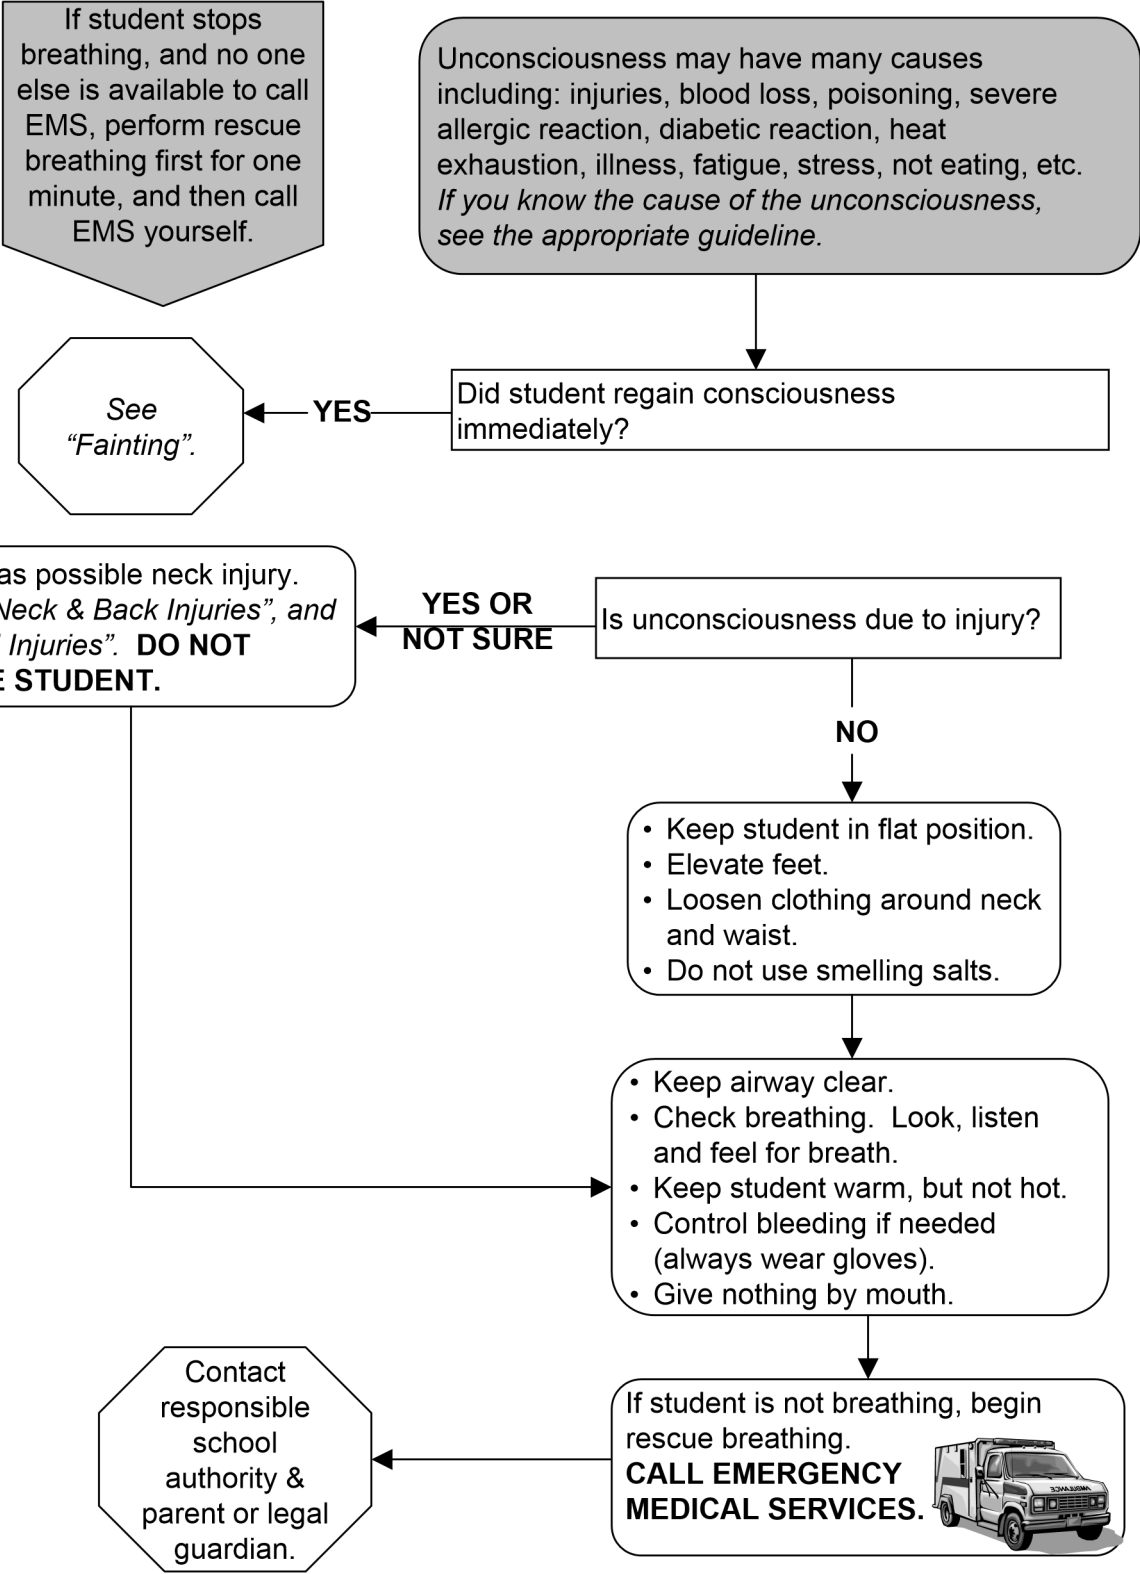 If student stops
breathing, and no one
else is available to call
EMS, perform rescue
breathing first for one
minute, and then call
EMS yourself.
Unconsciousness may have many causes
including: injuries, blood loss, poisoning, severe
allergic reaction, diabetic reaction, heat
exhaustion, illness, fatigue, stress, not eating, etc.
If you know the cause of the unconsciousness,
see the appropriate guideline.
Did student regain consciousness
immediately?
YES
See
“Fainting”.
Is unconsciousness due to injury?
YES OR
NOT SURE
as possible neck injury.
Neck & Back Injuries”, and
Injuries”.  DO NOT
E STUDENT.
NO
• Keep student in flat position.
• Elevate feet.
• Loosen clothing around neck
and waist.
• Do not use smelling salts.
• Keep airway clear.
• Check breathing.  Look, listen
and feel for breath.
• Keep student warm, but not hot.
• Control bleeding if needed
(always wear gloves).
• Give nothing by mouth.
If student is not breathing, begin
rescue breathing.
CALL EMERGENCY
MEDICAL SERVICES.
AMBULANCE
Contact
responsible
school
authority &
parent or legal
guardian.